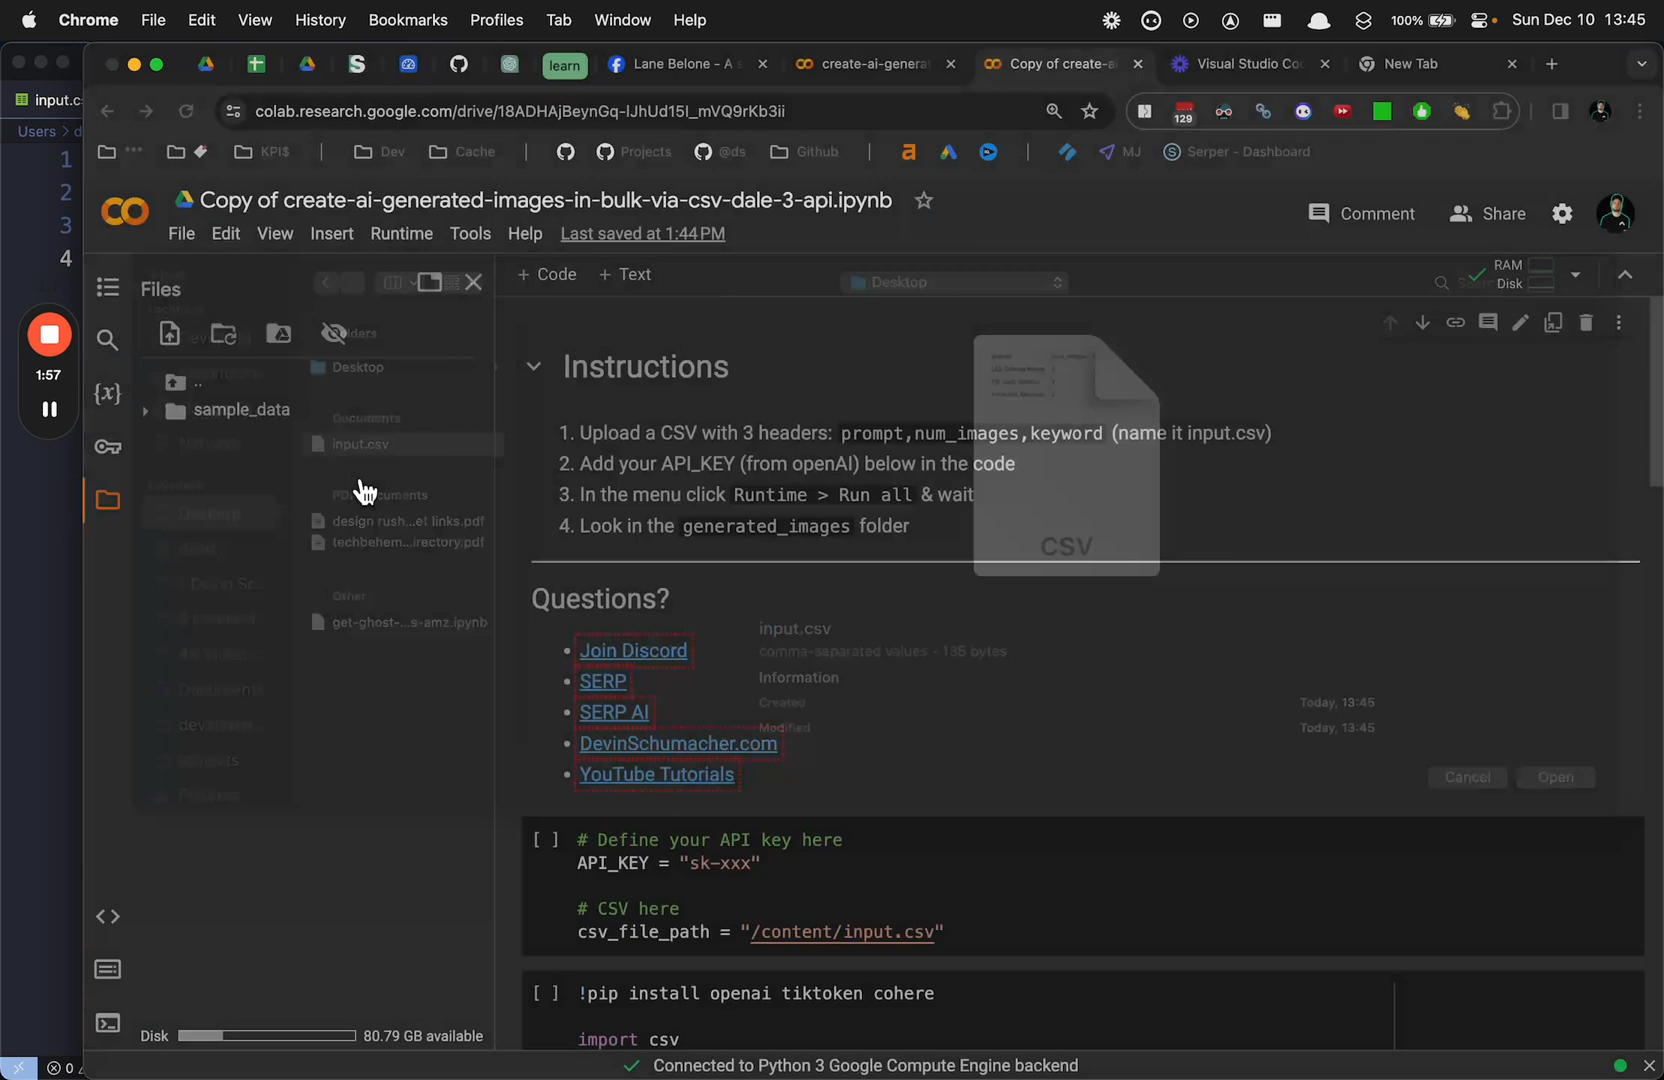 Chrome File Edit View History Bookmarks Profiles Tab Window Help 100% Sun Dec 10 13:45
learn Lane Belone - A s create-ai-genera Copy of create-a Visual Studio Co New Tab
input.c
colab.research.google.com/drive/18ADHAjBeynGq-lJhUd15l_mVQ9rKb3ii
129
Users > d
KPI$ Dev Cache Projects @ds Github MJ Serper - Dashboard
1
2
3
4
Copy of create-ai-generated-images-in-bulk-via-csv-dale-3-api.ipynb
File Edit View Insert Runtime Tools Help Last saved at 1:44 PM
Comment Share
Files
+ Code + Text
Desktop
RAM
Disk
1:57
..
sample_data
Desktop
Documents
input.csv
design rush...et links.pdf
techbehem...irectory.pdf
Other
get-ghost-...s-amz.ipynb
Instructions
1. Upload a CSV with 3 headers: prompt,num_images,keyword (name it input.csv)
2. Add your API_KEY (from openAI) below in the code
3. In the menu click Runtime > Run all & wait
4. Look in the generated_images folder
CSV
Questions?
Join Discord
SERP
SERP AI
DevinSchumacher.com
YouTube Tutorials
input.csv
comma-separated values - 135 bytes
Information
Created Today, 13:45
Modified Today, 13:45
Cancel Open
[ ] # Define your API key here
API_KEY = "sk-xxx"
# CSV here
csv_file_path = "/content/input.csv"
[ ] !pip install openai tiktoken cohere
import csv
Disk 80.79 GB available
0
Connected to Python 3 Google Compute Engine backend